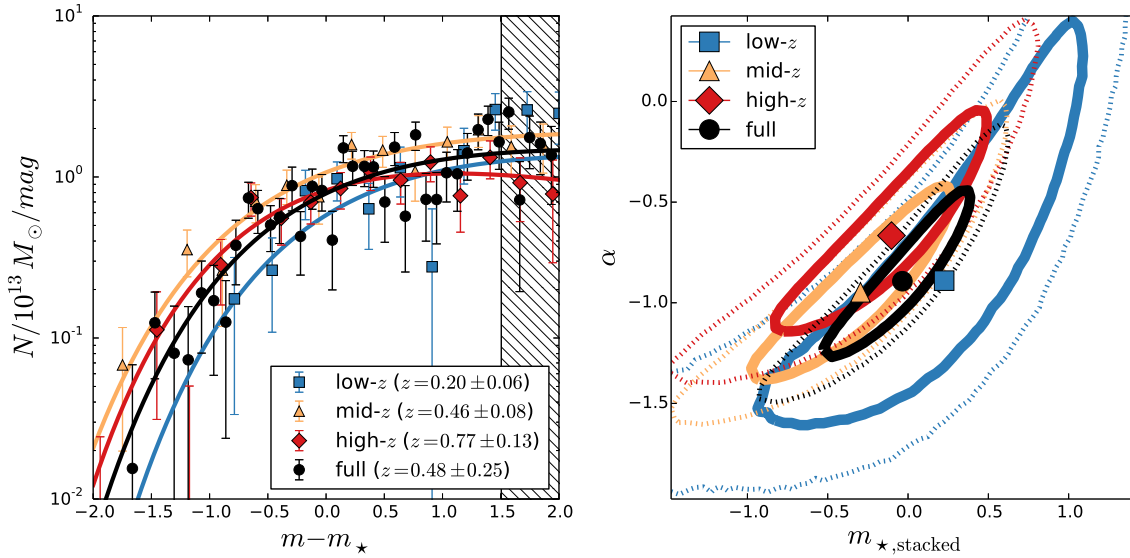 10^1
10^0
10^{-1}
10^{-2}
N/10^{13} M_⊙/mag
low-z (z=0.20±0.06)
mid-z (z=0.46±0.08)
high-z (z=0.77±0.13)
full (z=0.48±0.25)
−2.0 −1.5 −1.0 −0.5 0.0 0.5 1.0 1.5 2.0
m−m_⋆
low-z
mid-z
high-z
full
0.0
−0.5
−1.0
−1.5
α
−1.0 −0.5 0.0 0.5 1.0
m_{⋆,stacked}